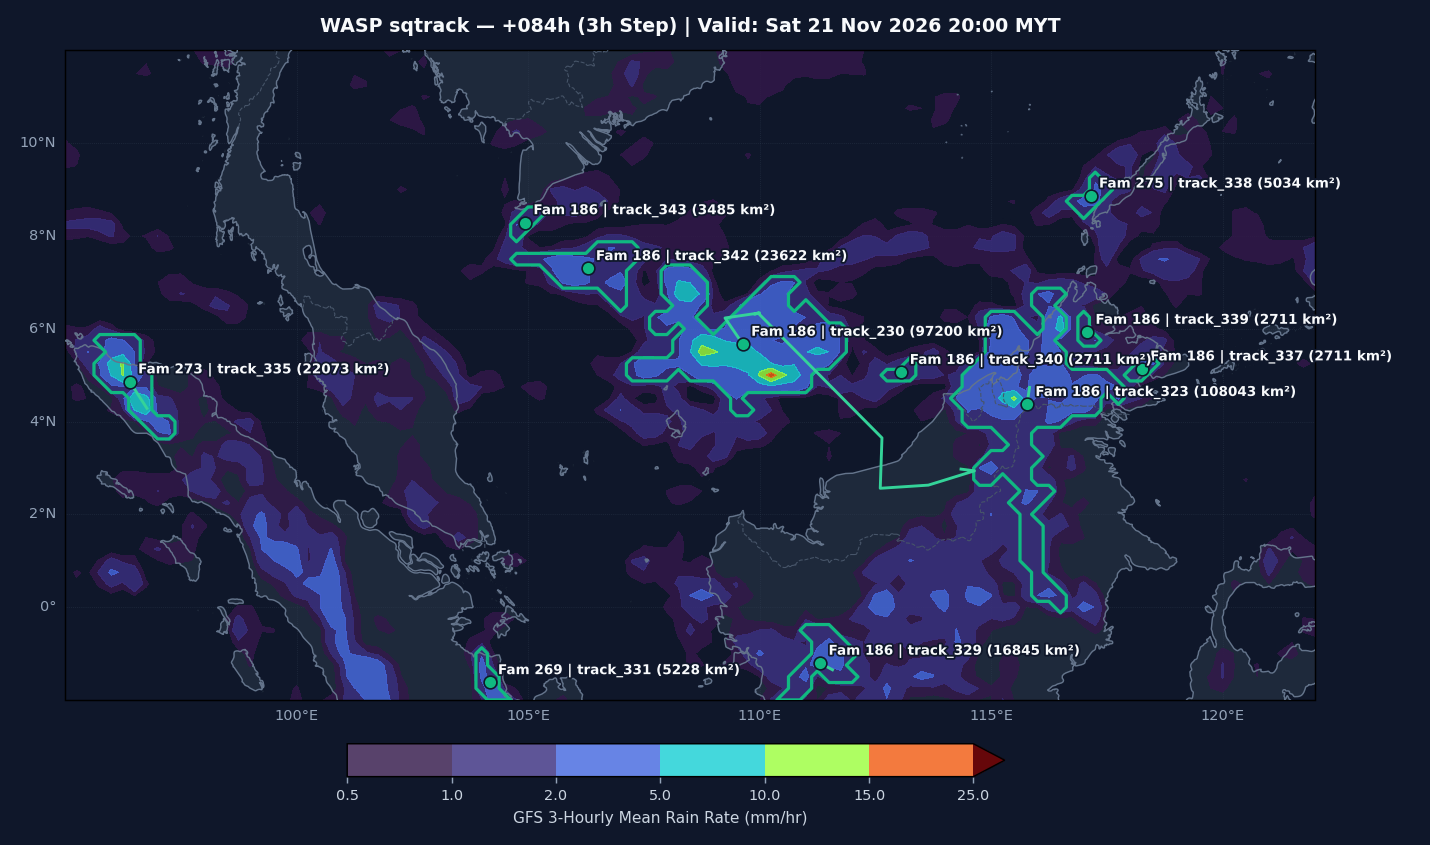 WASP sqtrack — +084h (3h Step) | Valid: Sat 21 Nov 2026 20:00 MYT
10°N
8°N
6°N
4°N
2°N
0°
Fam 275 | track_338 (5034 km²)
Fam 186 | track_343 (3485 km²)
Fam 186 | track_342 (23622 km²)
Fam 186 | track_339 (2711 km²)
Fam 186 | track_230 (97200 km²)
Fam 186 | track_340 (2711 km²)
Fam 186 | track_337 (2711 km²)
Fam 273 | track_335 (22073 km²)
Fam 186 | track_323 (108043 km²)
Fam 186 | track_329 (16845 km²)
Fam 269 | track_331 (5228 km²)
100°E
105°E
110°E
115°E
120°E
0.5
1.0
2.0
5.0
10.0
15.0
25.0
GFS 3-Hourly Mean Rain Rate (mm/hr)